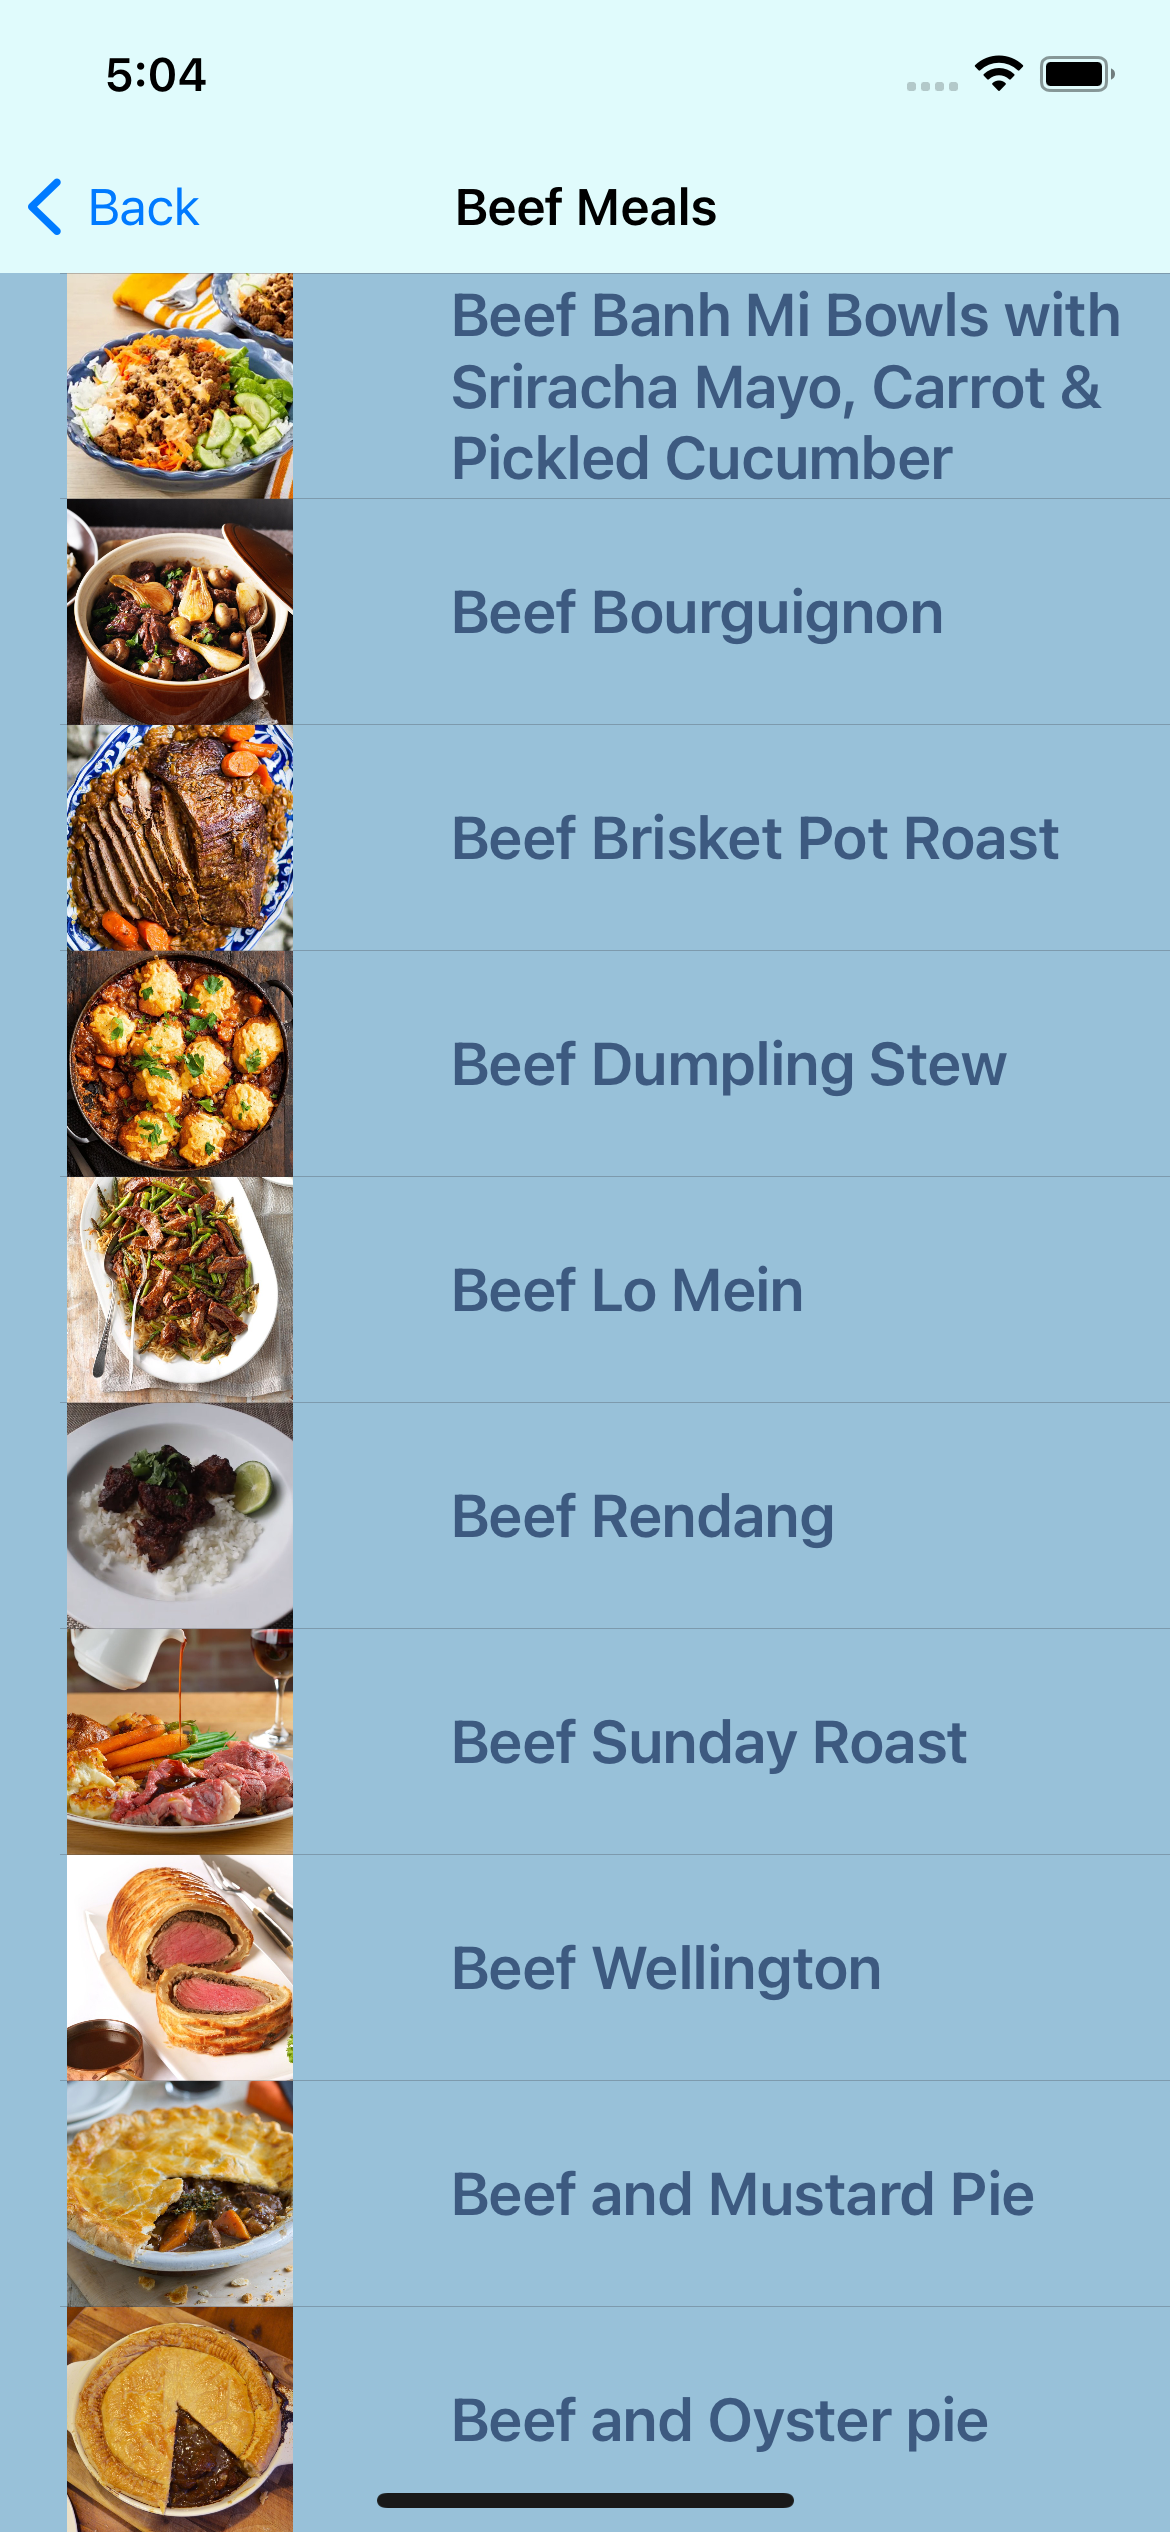 5:04
Back
Beef Meals
Beef Banh Mi Bowls with
Sriracha Mayo, Carrot &
Pickled Cucumber
Beef Bourguignon
Beef Brisket Pot Roast
Beef Dumpling Stew
Beef Lo Mein
Beef Rendang
Beef Sunday Roast
Beef Wellington
Beef and Mustard Pie
Beef and Oyster pie